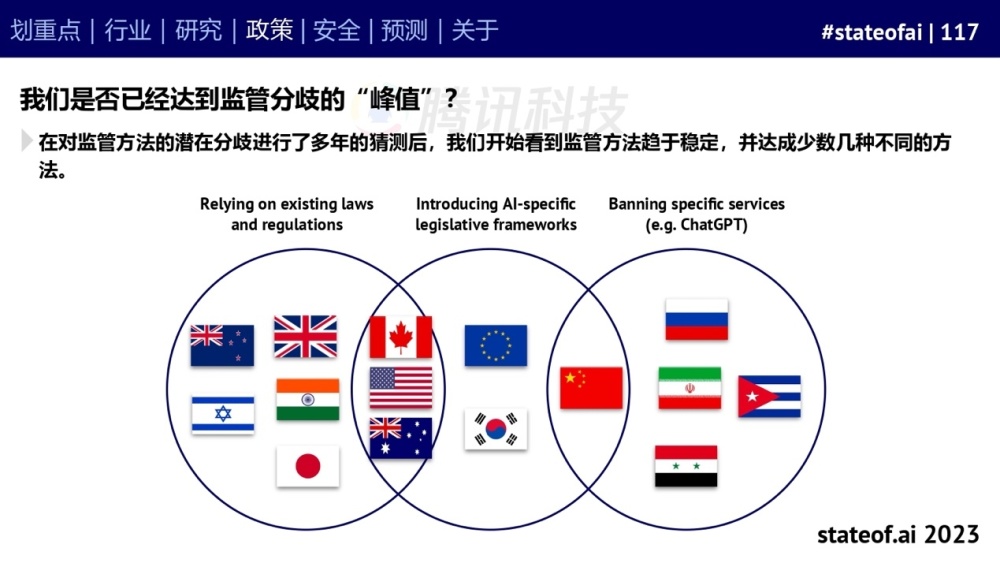 划重点 | 行业 | 研究 | 政策 | 安全 | 预测 | 关于
#stateofai | 117
我们是否已经达到监管分歧的“峰值”?
腾讯科技
在对监管方法的潜在分歧进行了多年的猜测后，我们开始看到监管方法趋于稳定，并达成少数几种不同的方
法。
Relying on existing laws
and regulations
Introducing AI-specific
legislative frameworks
Banning specific services
(e.g. ChatGPT)
stateof.ai 2023